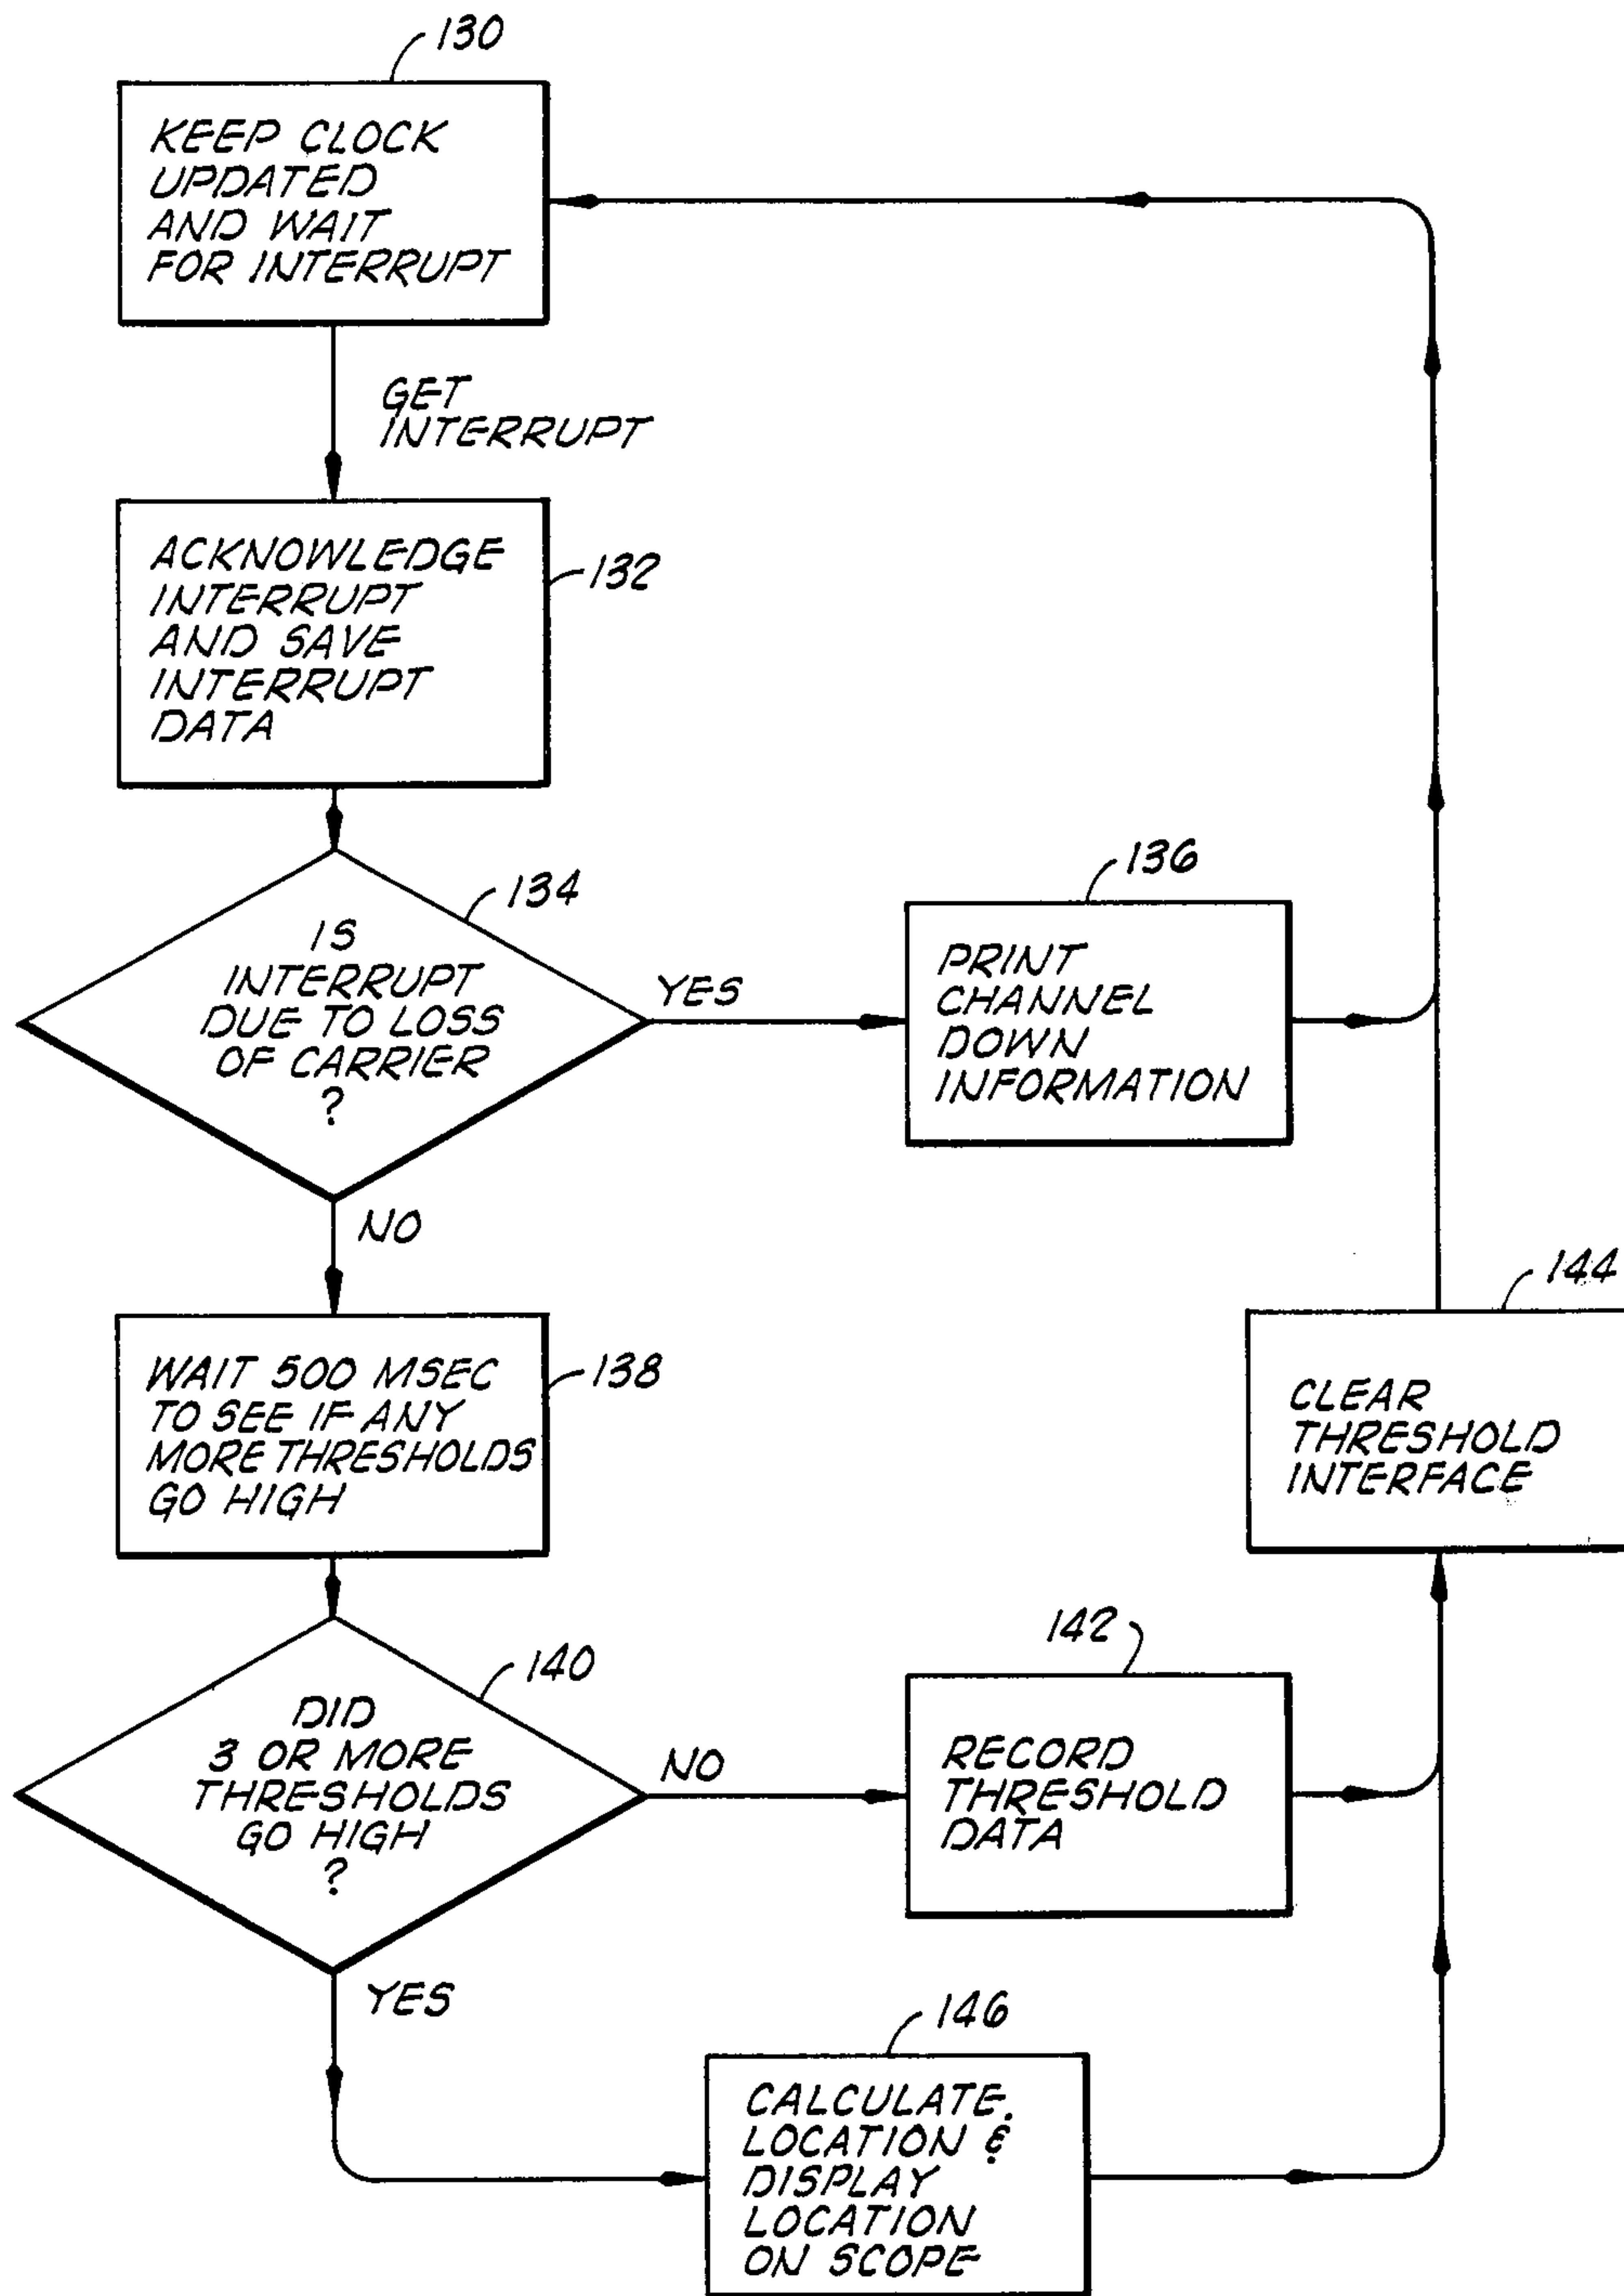 130
KEEP CLOCK
UPDATED
AND WAIT
FOR INTERRUPT
GET
INTERRUPT
ACKNOWLEDGE
INTERRUPT
AND SAVE
INTERRUPT
DATA
132
134
IS
INTERRUPT
DUE TO LOSS
OF CARRIER
?
YES
136
PRINT
CHANNEL
DOWN
INFORMATION
NO
138
WAIT 500 MSEC
TO SEE IF ANY
MORE THRESHOLDS
GO HIGH
144
CLEAR
THRESHOLD
INTERFACE
140
DID
3 OR MORE
THRESHOLDS
GO HIGH
?
NO
142
RECORD
THRESHOLD
DATA
YES
146
CALCULATE
LOCATION &
DISPLAY
LOCATION
ON SCOPE